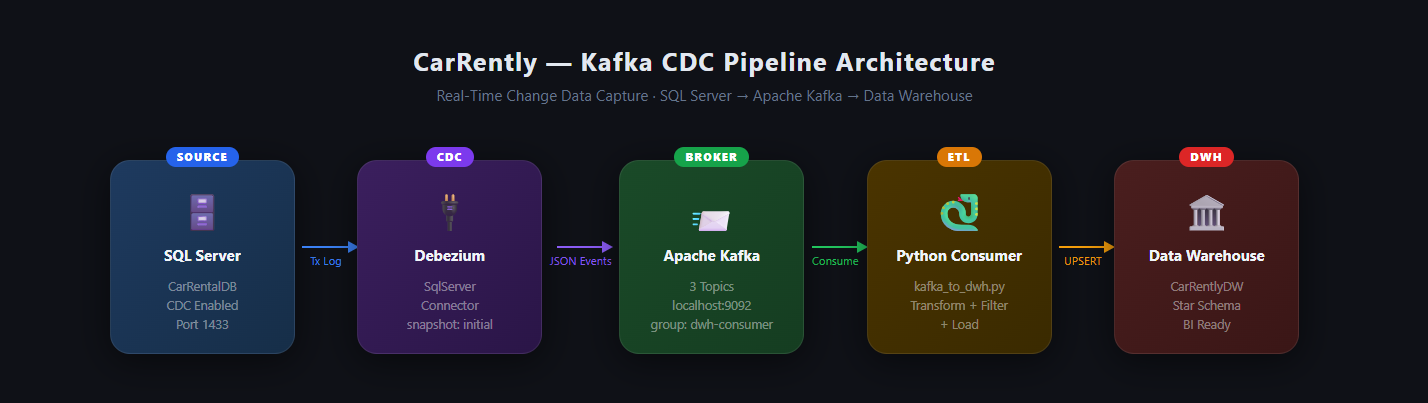 CarRently — Kafka CDC Pipeline Architecture
Real-Time Change Data Capture · SQL Server → Apache Kafka → Data Warehouse
SOURCE
SQL Server
CarRentalDB
CDC Enabled
Port 1433
Tx Log
CDC
Debezium
SqlServer
Connector
snapshot: initial
JSON Events
BROKER
Apache Kafka
3 Topics
localhost:9092
group: dwh-consumer
Consume
ETL
Python Consumer
kafka_to_dwh.py
Transform + Filter
+ Load
UPSERT
DWH
Data Warehouse
CarRentlyDW
Star Schema
BI Ready